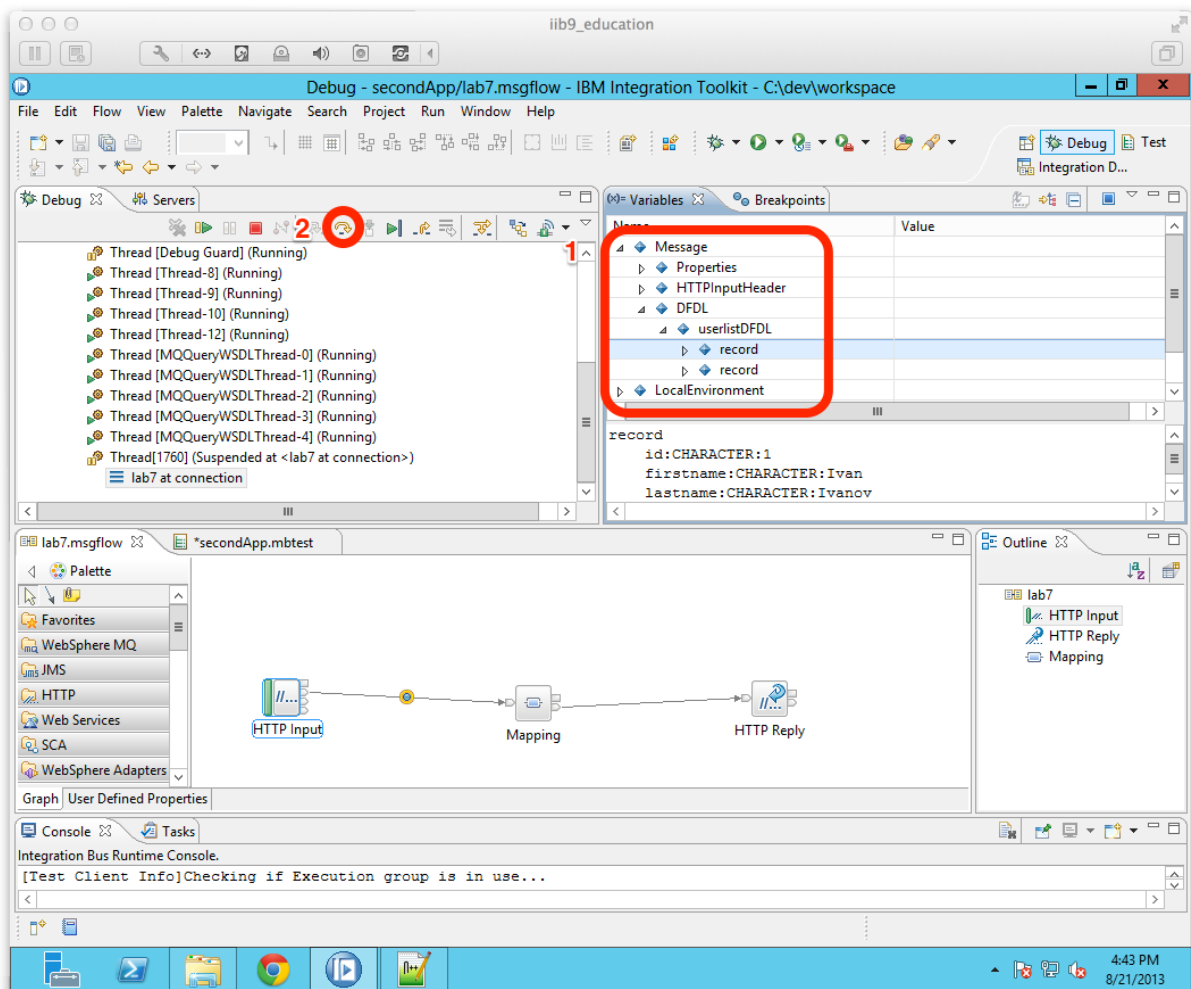 iib9_education
Debug - secondApp/lab7.msgflow - IBM Integration Toolkit - C:\dev\workspace
File Edit Flow View Palette Navigate Search Project Run Window Help
Debug Test
Integration D...
Debug Servers
2
1
Thread [Debug Guard] (Running)
Thread [Thread-8] (Running)
Thread [Thread-9] (Running)
Thread [Thread-10] (Running)
Thread [Thread-12] (Running)
Thread [MQQueryWSDLThread-0] (Running)
Thread [MQQueryWSDLThread-1] (Running)
Thread [MQQueryWSDLThread-2] (Running)
Thread [MQQueryWSDLThread-3] (Running)
Thread [MQQueryWSDLThread-4] (Running)
Thread[1760] (Suspended at <lab7 at connection>)
lab7 at connection
(x)= Variables Breakpoints
Name Value
Message
Properties
HTTPInputHeader
DFDL
userlistDFDL
record
record
LocalEnvironment
record
id:CHARACTER:1
firstname:CHARACTER:Ivan
lastname:CHARACTER:Ivanov
lab7.msgflow *secondApp.mbtest
Palette
Favorites
WebSphere MQ
JMS
HTTP
Web Services
SCA
WebSphere Adapters
HTTP Input
Mapping
HTTP Reply
Graph User Defined Properties
Outline
lab7
HTTP Input
HTTP Reply
Mapping
Console Tasks
Integration Bus Runtime Console.
[Test Client Info]Checking if Execution group is in use...
4:43 PM
8/21/2013